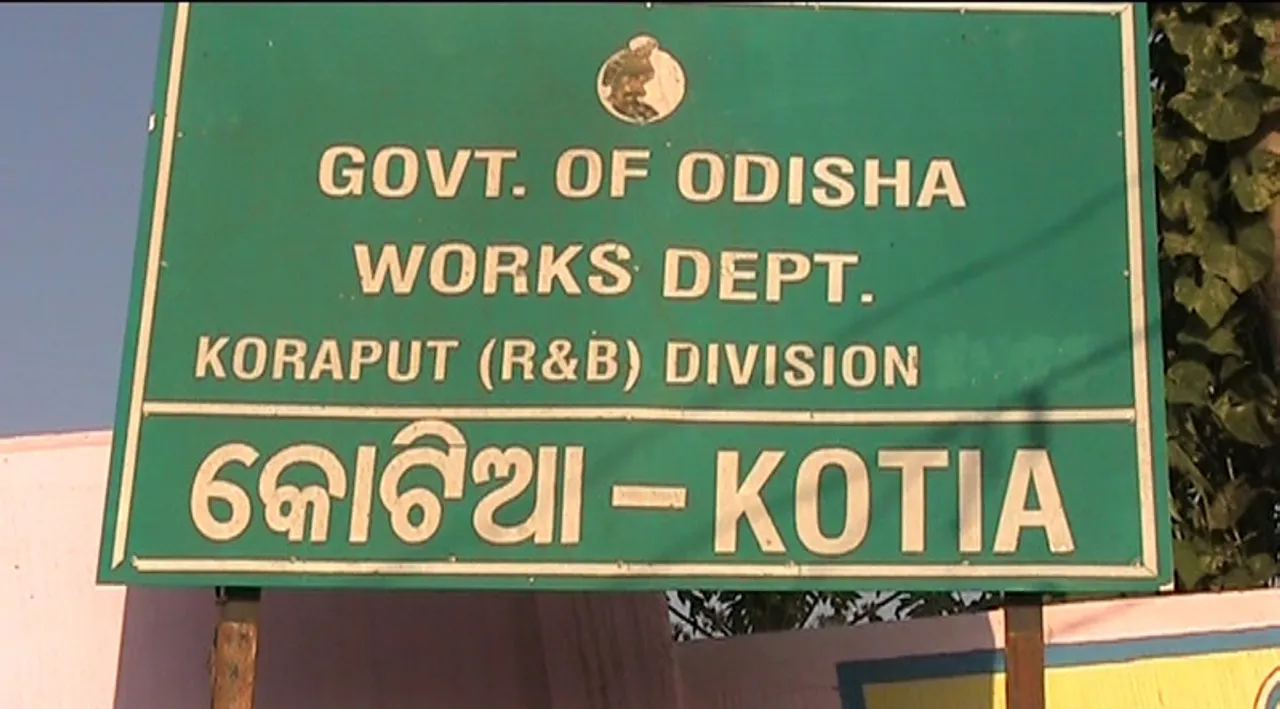 GOVT. OF ODISHA
WORKS DEPT.
KORAPUT (R&B) DIVISION
କୋଟିଆ – KOTIA